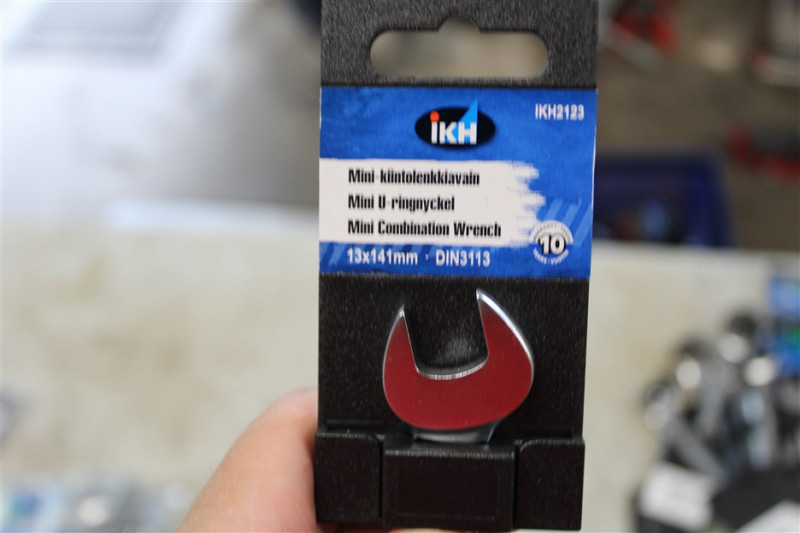 IKH
IKH2123
Mini-kiintolenkkiavain
Mini U-ringnyckel
Mini Combination Wrench
10
13x141mm · DIN3113